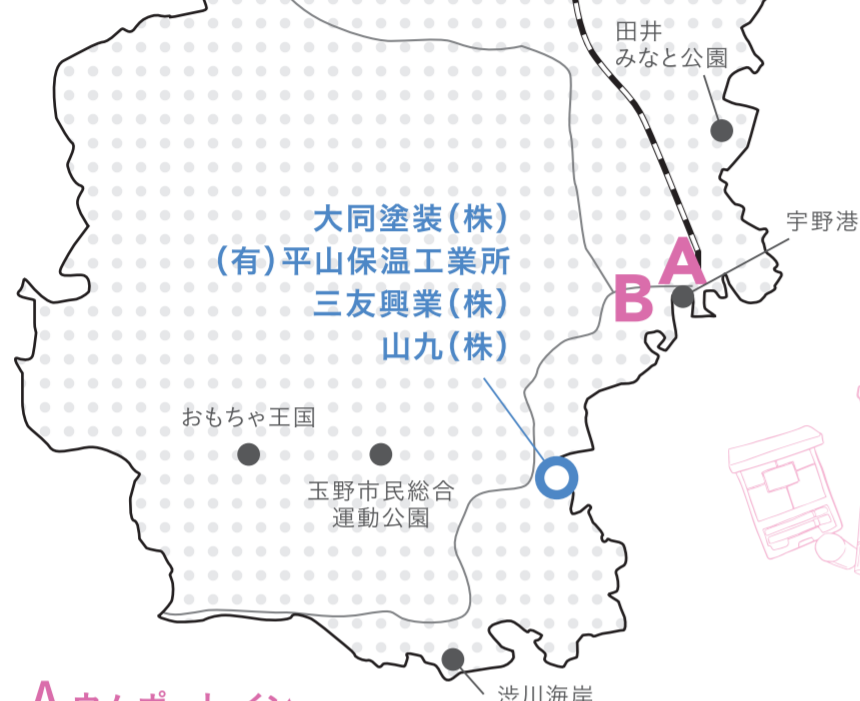 田井
みなと公園
宇野港
大同塗装(株)
(有)平山保温工業所
三友興業(株)
山九(株)
A
B
おもちゃ王国
玉野市民総合
運動公園
渋川海岸
A